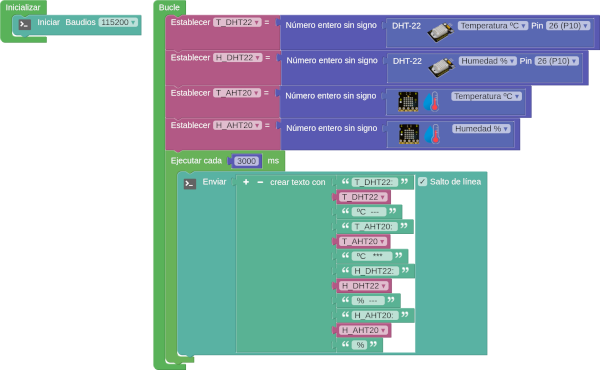 Inicializar
Iniciar Baudios 115200
Bucle
Establecer T_DHT22 = Número entero sin signo DHT-22 Temperatura ºC Pin 26 (P10)
Establecer H_DHT22 = Número entero sin signo DHT-22 Humedad % Pin 26 (P10)
Establecer T_AHT20 = Número entero sin signo Temperatura ºC
Establecer H_AHT20 = Número entero sin signo Humedad %
Ejecutar cada 3000 ms
Enviar + − crear texto con “ T_DHT22: ” Salto de línea
T_DHT22
“ ºC --- ”
“ T_AHT20: ”
T_AHT20
“ ºC *** ”
“ H_DHT22: ”
H_DHT22
“ % --- ”
“ H_AHT20: ”
H_AHT20
“ % ”